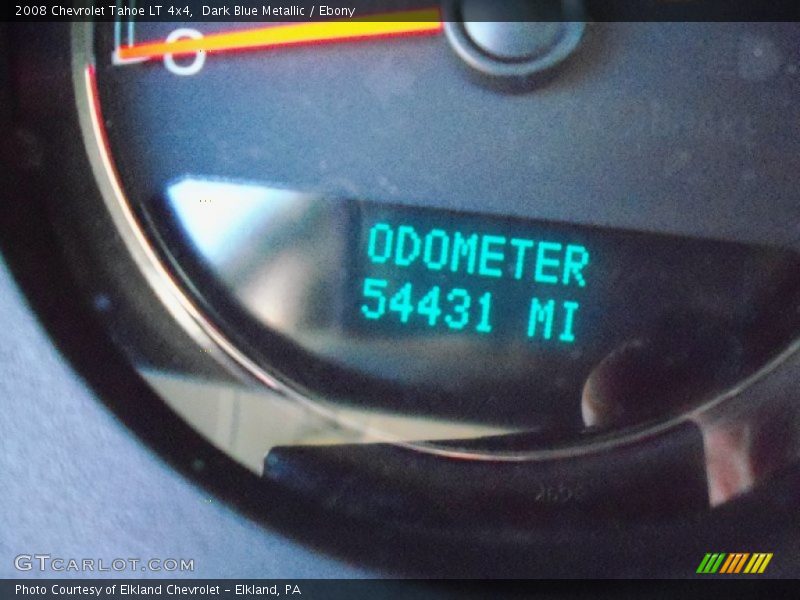 2008 Chevrolet Tahoe LT 4x4, Dark Blue Metallic / Ebony
0
ODOMETER
54431 MI
GTCARLOT.COM
Photo Courtesy of Elkland Chevrolet - Elkland, PA